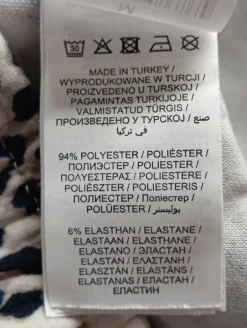 M
30
MADE IN TURKEY /
WYPRODUKOWANE W TURCJI /
PROIZVEDENO U TURSKOJ /
PAGAMINTAS TURKIJOJE /
VALMISTATUD TÜRGIS /
ПРОИЗВЕДЕНО У ТУРСКОЈ / صنع
في تركيا
94% POLYESTER / POLIÉSTER /
ПОЛИЭСТЕР / POLIESTER /
ΠΟΛΥΕΣΤΕΡΑΣ / POLIESTERE /
POLIÉSZTER / POLIESTERIS /
ПОЛИЕСТЕР / Поліестер /
POLÜESTER / بوليستر
6% ELASTHAN / ELASTANE /
ELASTAAN / ELASTHANE /
ELASTANO / ЭЛАСТАН /
ELASTAN / ΕΛΑΣΤΑΝΗ /
ELASZTÁN / ELASTĀNS /
ELASTANAS / ЕЛАСТАН /
ЕЛАСТИН